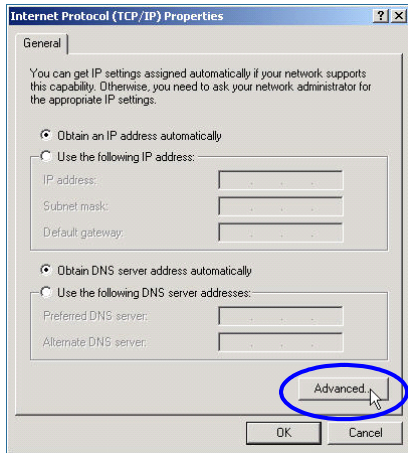 Internet Protocol (TCP/IP) Properties
General
You can get IP settings assigned automatically if your network supports
this capability. Otherwise, you need to ask your network administrator for
the appropriate IP settings.
Obtain an IP address automatically
Use the following IP address:
IP address:
Subnet mask:
Default gateway:
Obtain DNS server address automatically
Use the following DNS server addresses:
Preferred DNS server:
Alternate DNS server:
Advanced...
OK Cancel